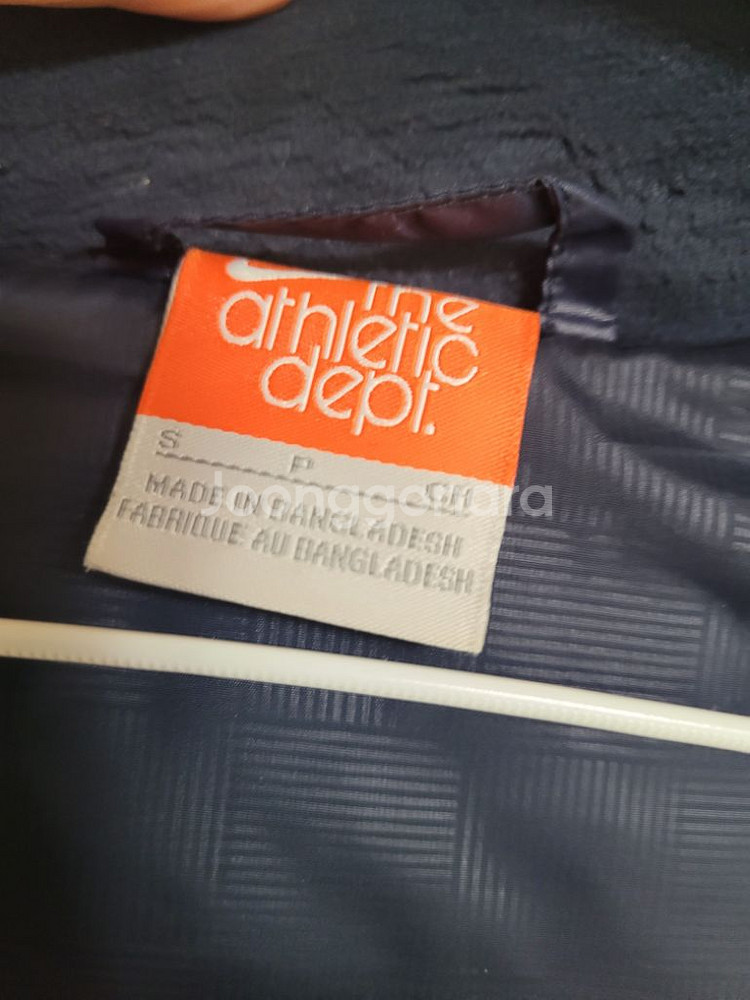 The
athletic
dept.
S P CH
MADE IN BANGLADESH
FABRIQUE AU BANGLADESH
Joonggonara